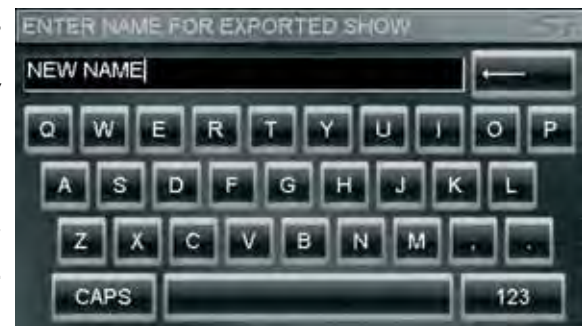 ENTER NAME FOR EXPORTED SHOW
NEW NAME
Q W E R T Y U I O P
A S D F G H J K L
Z X C V B N M , .
CAPS 123